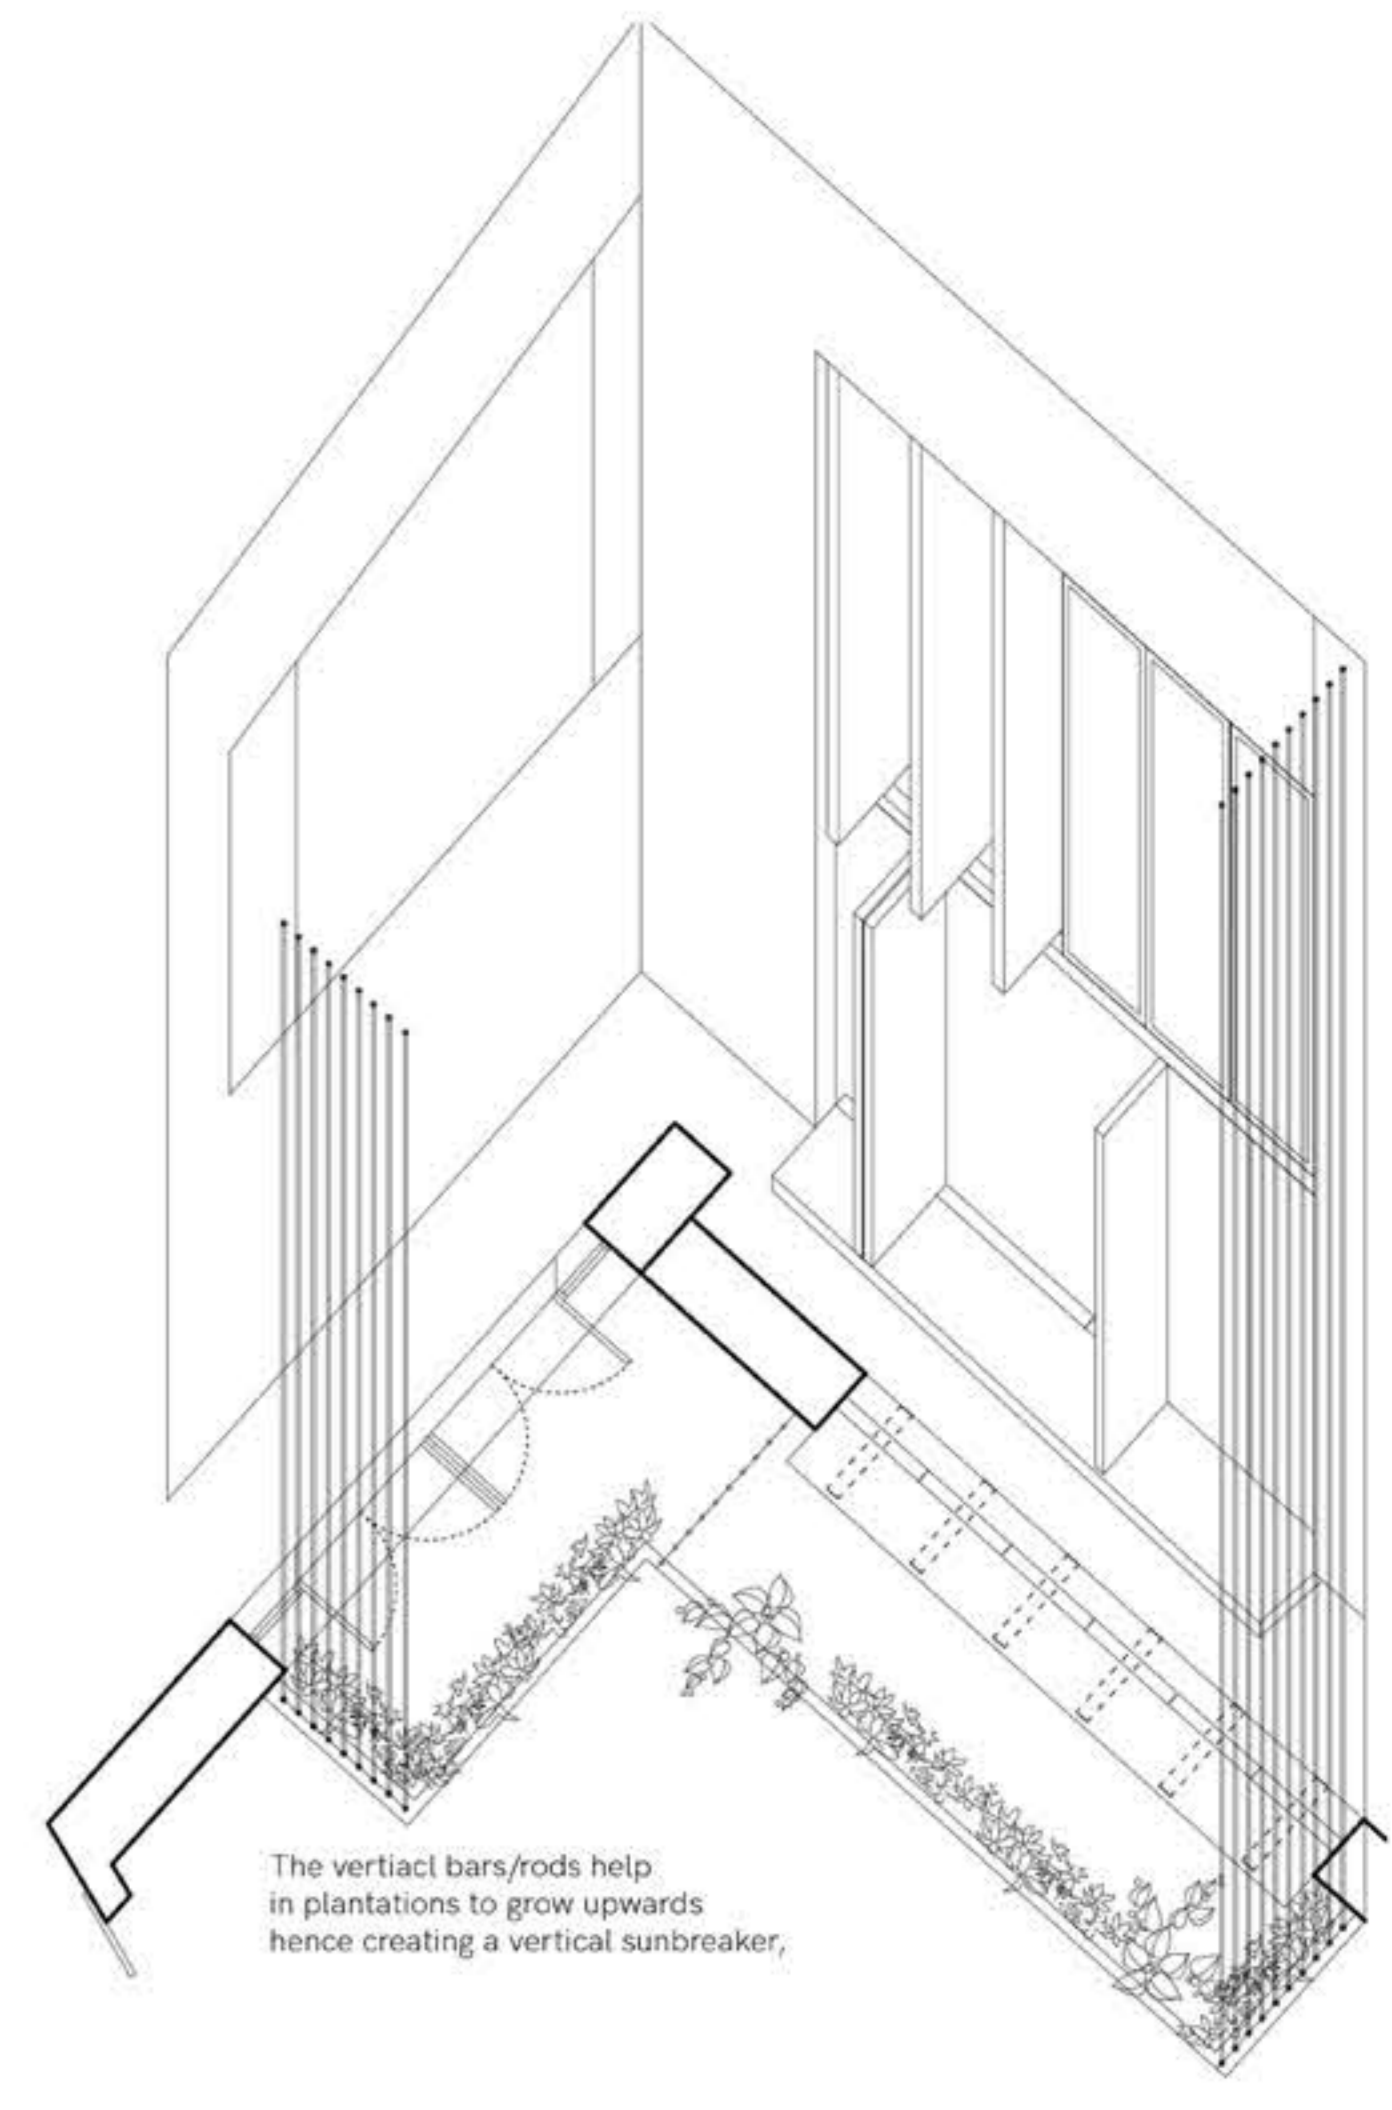 The vertiacl bars/rods help
in plantations to grow upwards
hence creating a vertical sunbreaker,